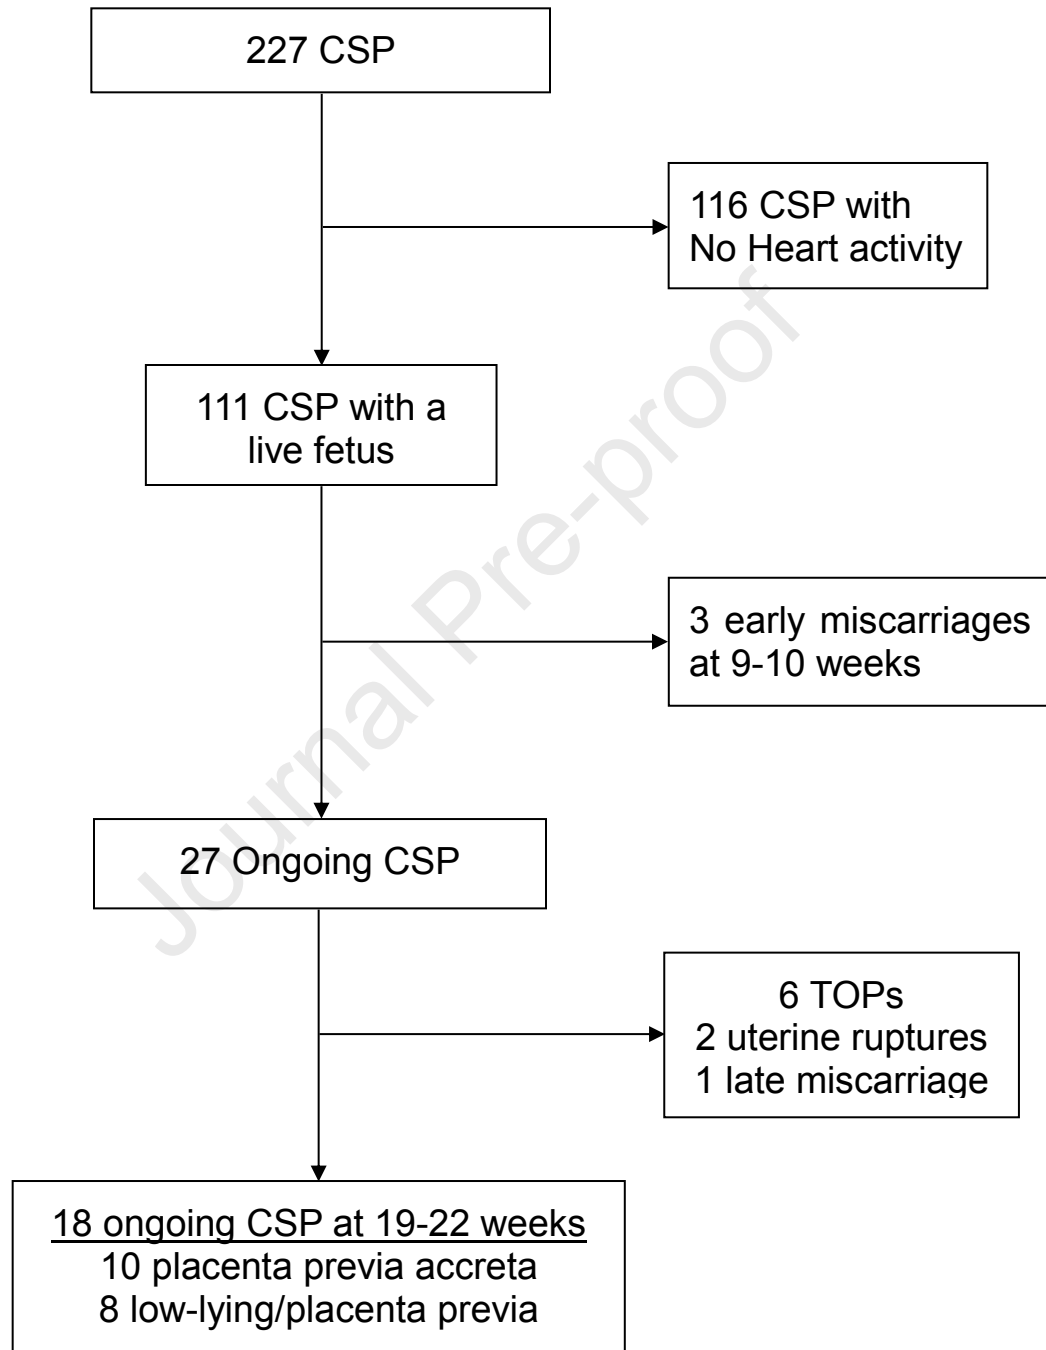 227 CSP
116 CSP with
No Heart activity
111 CSP with a
live fetus
3 early miscarriages
at 9-10 weeks
27 Ongoing CSP
6 TOPs
2 uterine ruptures
1 late miscarriage
18 ongoing CSP at 19-22 weeks
10 placenta previa accreta
8 low-lying/placenta previa
Journal Pre-proof